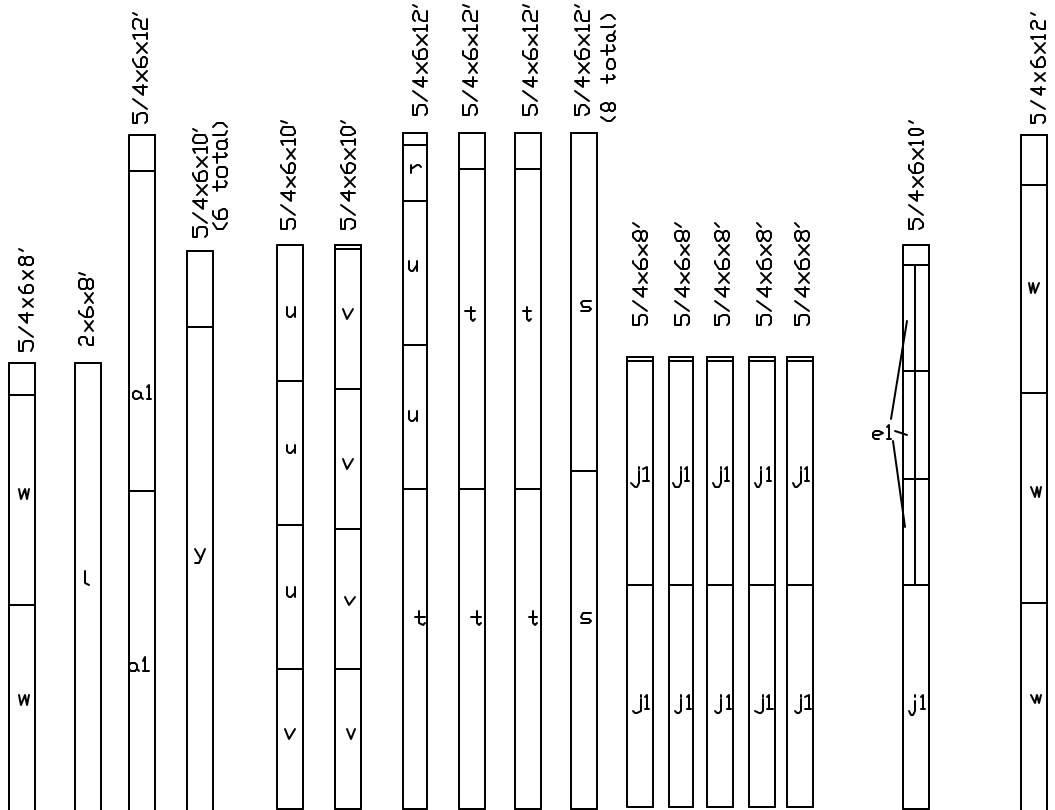 5/4x6x8'
w
w
2x6x8'
l
5/4x6x12'
a1
a1
5/4x6x10'
(6 total)
y
5/4x6x10'
u
u
u
v
5/4x6x10'
v
v
v
v
5/4x6x12'
r
u
u
t
5/4x6x12'
t
t
5/4x6x12'
t
t
5/4x6x12'
(8 total)
s
s
5/4x6x8'
j1
j1
5/4x6x8'
j1
j1
5/4x6x8'
j1
j1
5/4x6x8'
j1
j1
5/4x6x8'
j1
j1
5/4x6x10'
e1
j1
5/4x6x12'
w
w
w